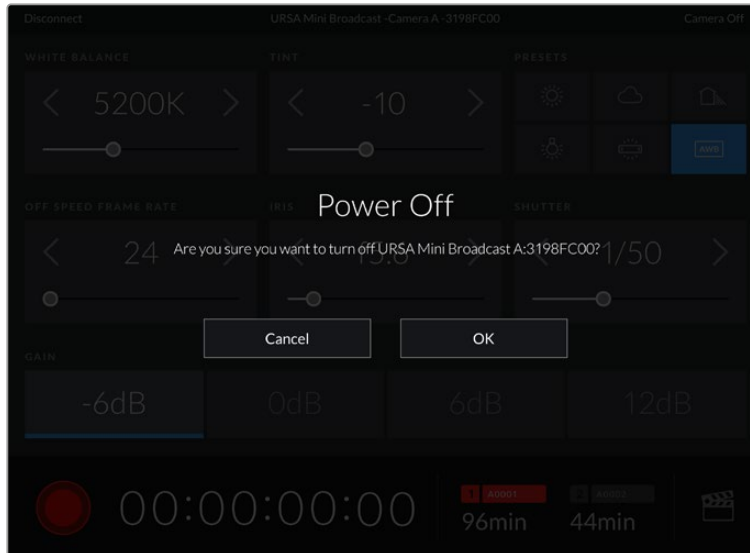 Disconnect URSA Mini Broadcast -Camera A -3198FC00 Camera Off
WHITE BALANCE TINT PRESETS
5200K -10
AWB
OFF SPEED FRAME RATE IRIS SHUTTER
Power Off
24 1/50
Are you sure you want to turn off URSA Mini Broadcast A:3198FC00?
Cancel OK
GAIN
-6dB 0dB 6dB 12dB
00:00:00:00
1 A001 2 A002
96min 44min